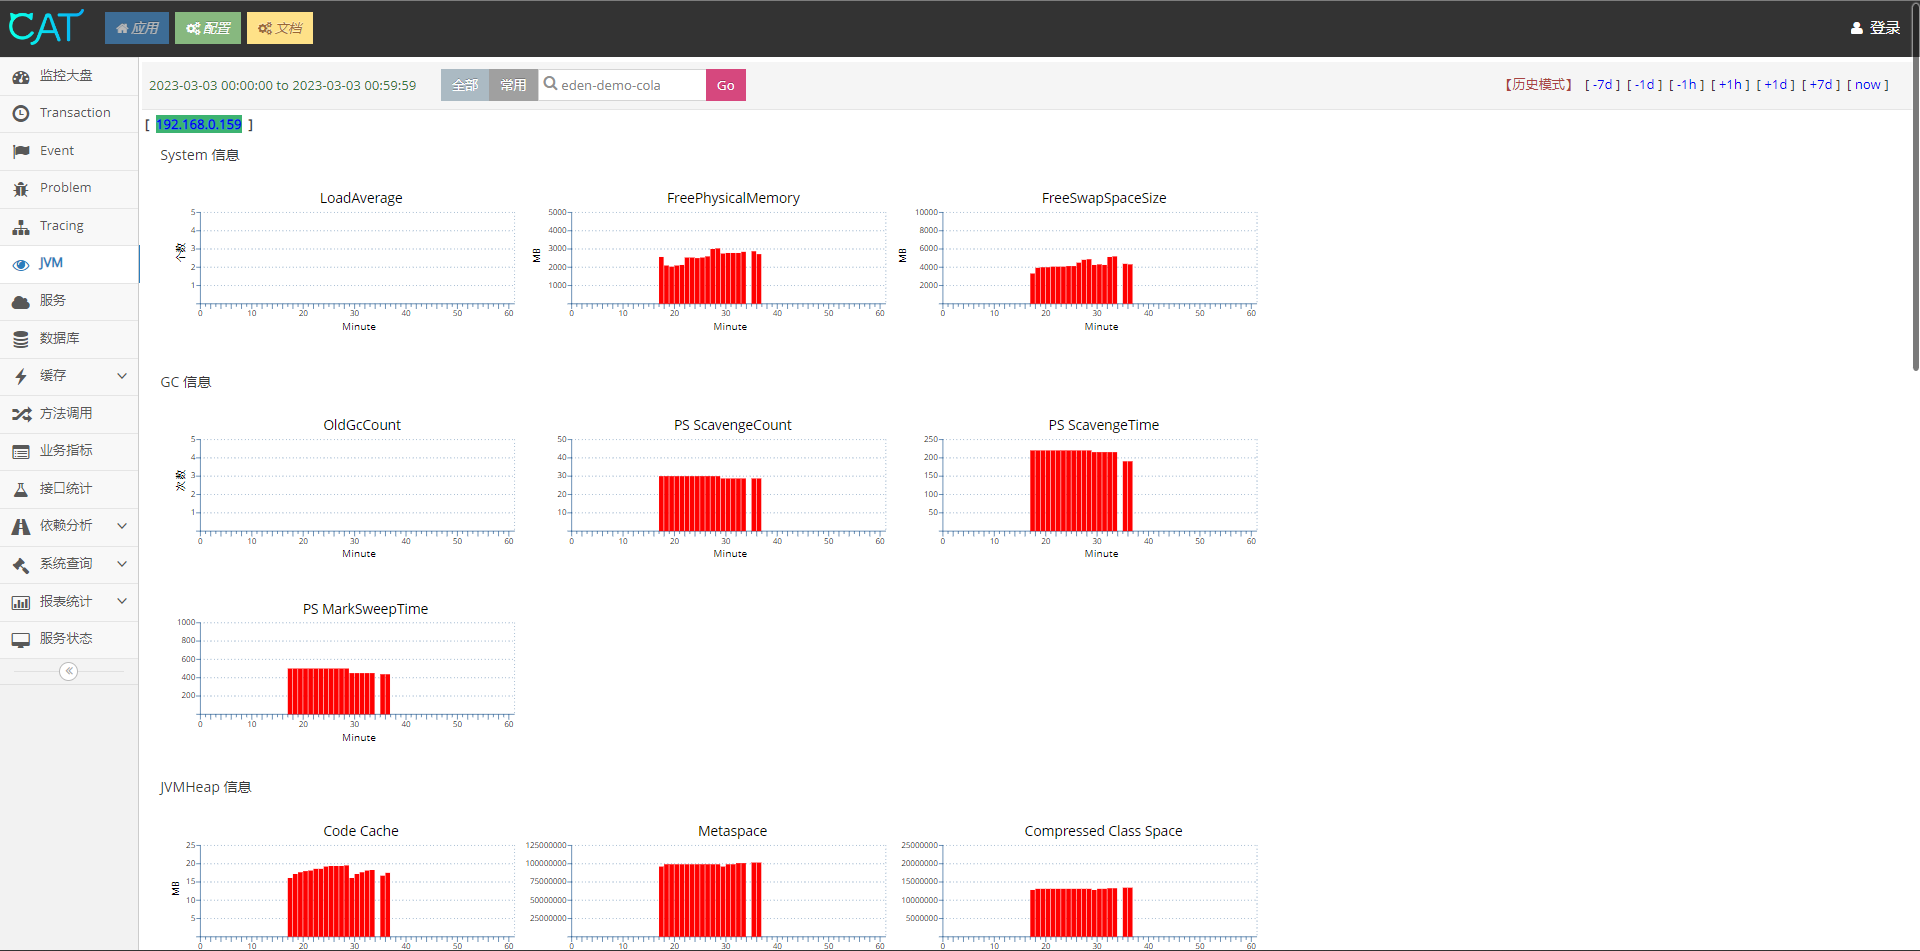 CAT 应用 配置 文档 登录
监控大盘
Transaction
Event
Problem
Tracing
JVM
服务
数据库
缓存
方法调用
业务指标
接口统计
依赖分析
系统查询
报表统计
服务状态
2023-03-03 00:00:00 to 2023-03-03 00:59:59 全部 常用 eden-demo-cola Go 【历史模式】 [ -7d ] [ -1d ] [ -1h ] [ +1h ] [ +1d ] [ +7d ] [ now ]
[ 192.168.0.159 ]
System 信息
LoadAverage
个数
5
4
3
2
1
0 10 20 30 40 50 60
Minute
FreePhysicalMemory
MB
5000
4000
3000
2000
1000
0 10 20 30 40 50 60
Minute
FreeSwapSpaceSize
MB
10000
8000
6000
4000
2000
0 10 20 30 40 50 60
Minute
GC 信息
OldGcCount
次数
5
4
3
2
1
0 10 20 30 40 50 60
Minute
PS ScavengeCount
50
40
30
20
10
0 10 20 30 40 50 60
Minute
PS ScavengeTime
250
200
150
100
50
0 10 20 30 40 50 60
Minute
PS MarkSweepTime
1000
800
600
400
200
0 10 20 30 40 50 60
Minute
JVMHeap 信息
Code Cache
MB
25
20
15
10
5
0 10 20 30 40 50 60
Metaspace
125000000
100000000
75000000
50000000
25000000
0 10 20 30 40 50 60
Compressed Class Space
25000000
20000000
15000000
10000000
5000000
0 10 20 30 40 50 60